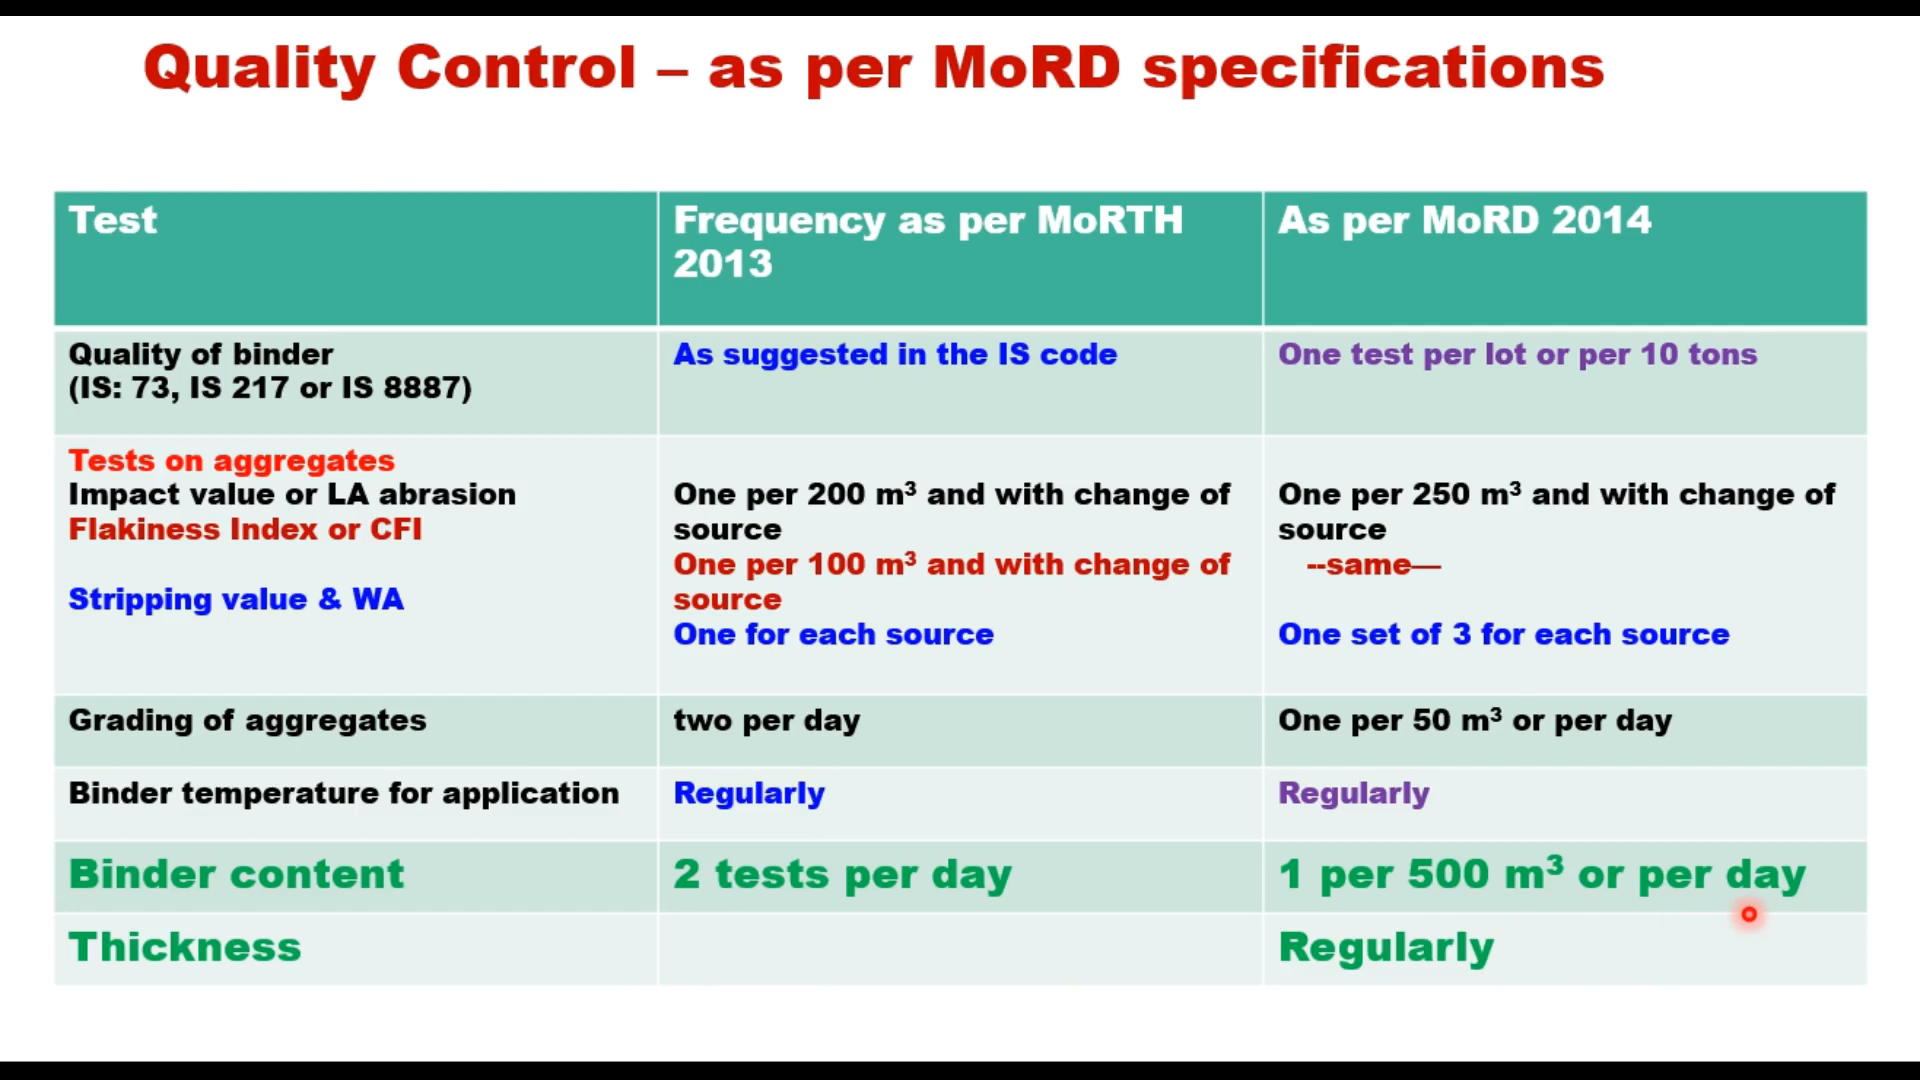 Quality Control – as per MoRD specifications
Test
Frequency as per MoRTH
2013
As per MoRD 2014
Quality of binder
(IS: 73, IS 217 or IS 8887)
As suggested in the IS code
One test per lot or per 10 tons
Tests on aggregates
Impact value or LA abrasion
Flakiness Index or CFI
Stripping value & WA
One per 200 m³ and with change of
source
One per 100 m³ and with change of
source
One for each source
One per 250 m³ and with change of
source
--same—
One set of 3 for each source
Grading of aggregates
two per day
One per 50 m³ or per day
Binder temperature for application
Regularly
Regularly
Binder content
2 tests per day
1 per 500 m³ or per day
Thickness
Regularly